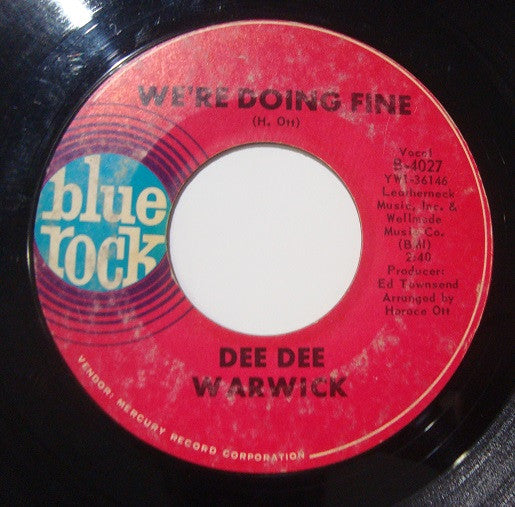 WE'RE DOING FINE
(H. Ott)
blue
rock
Vocal
B-4027
YW1-36146
Leatherneck
Music, Inc. &
Wellmade
Music Co.
(BMI)
2:40
Producer:
Ed Townsend
Arranged by
Horace Ott
DEE DEE
WARWICK
VENDOR: MERCURY RECORD CORPORATION